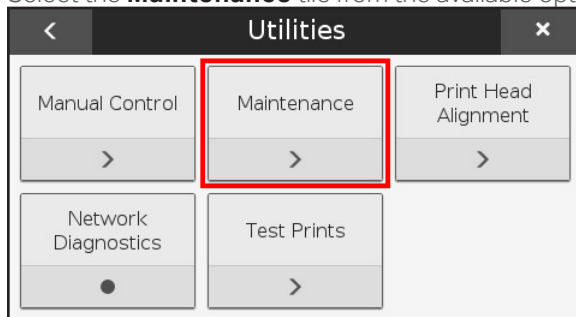 Select the Maintenance tile from the available opt
Utilities
Manual Control
Maintenance
Print Head
Alignment
Network
Diagnostics
Test Prints